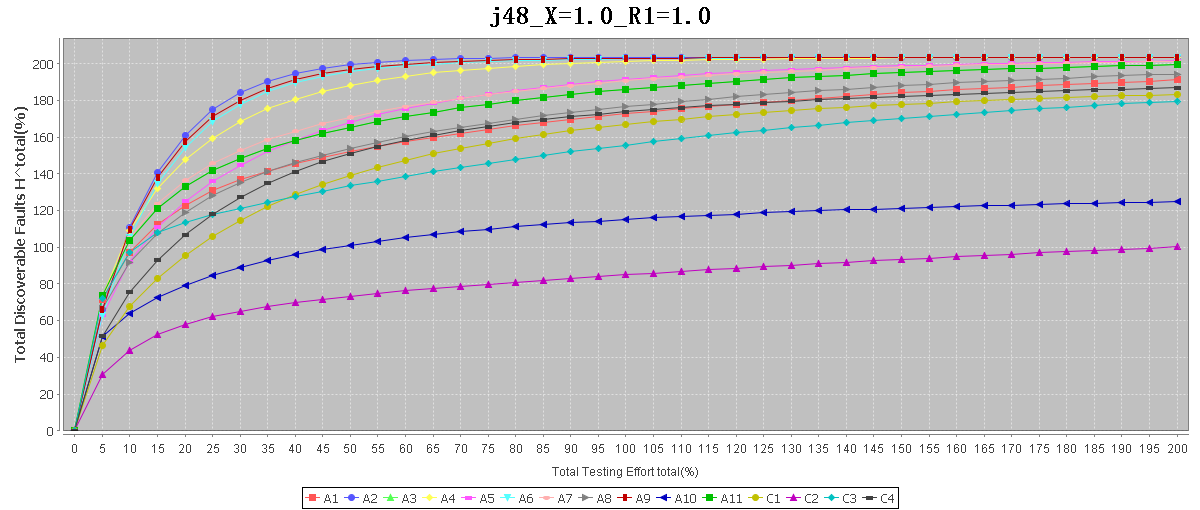 j48_X=1.0_R1=1.0
Total Discoverable Faults H^total(%)
200
180
160
140
120
100
80
60
40
20
0
0 5 10 15 20 25 30 35 40 45 50 55 60 65 70 75 80 85 90 95 100 105 110 115 120 125 130 135 140 145 150 155 160 165 170 175 180 185 190 195 200
Total Testing Effort total(%)
A1 A2 A3 A4 A5 A6 A7 A8 A9 A10 A11 C1 C2 C3 C4